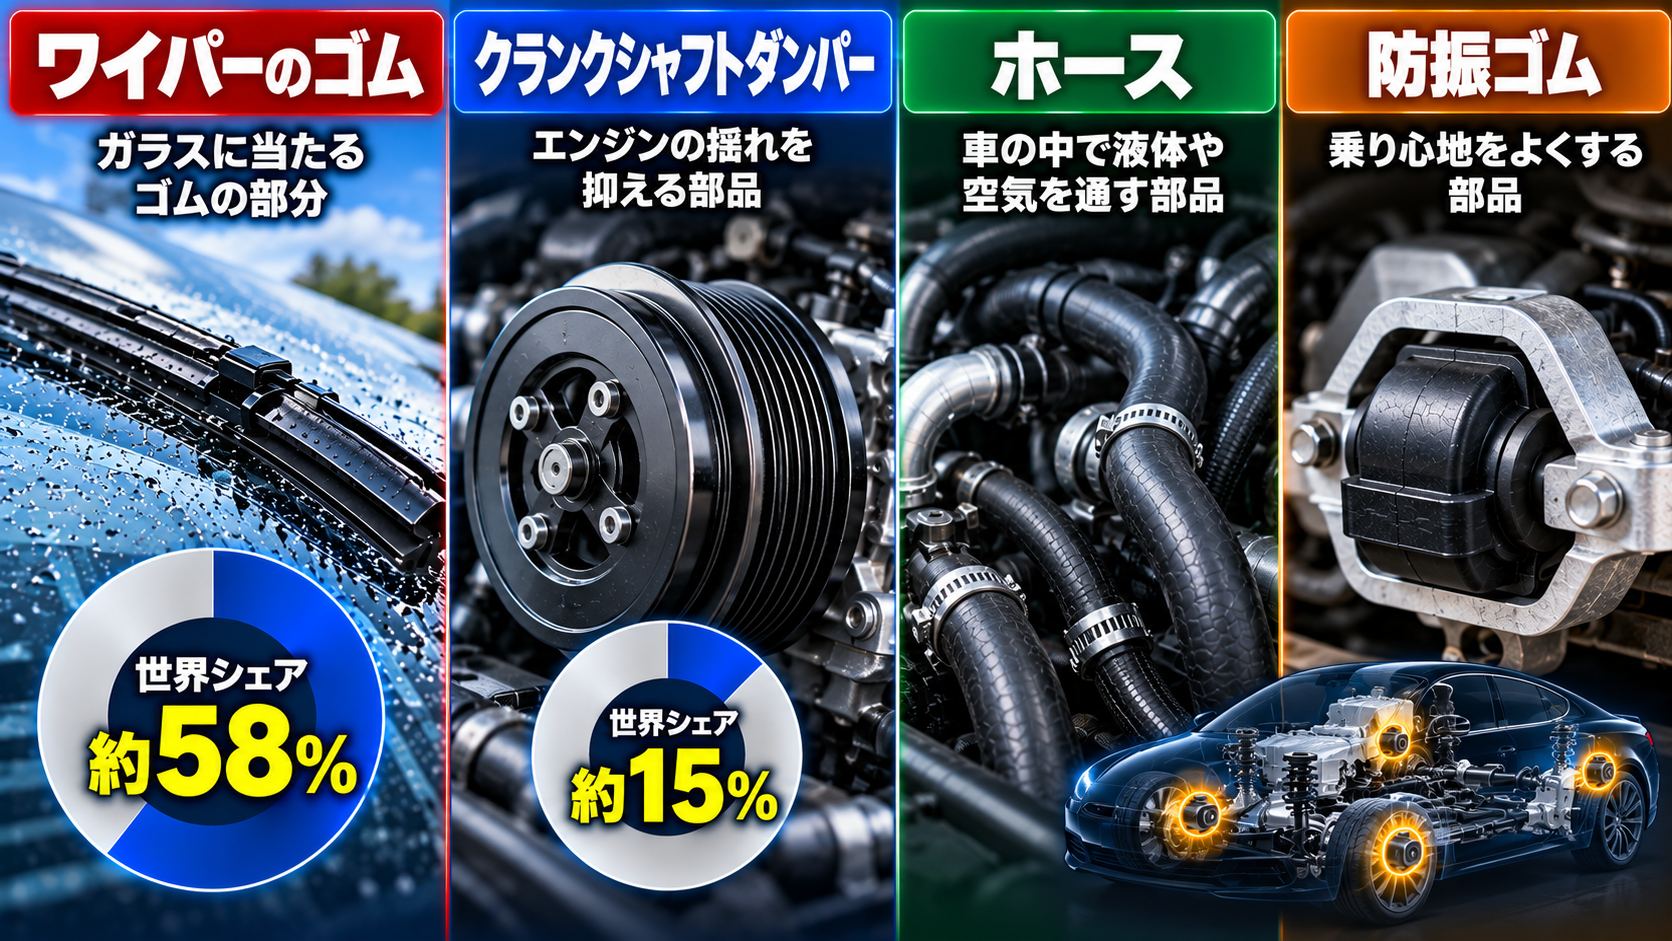 ワイパーのゴム
ガラスに当たる
ゴムの部分
世界シェア
約58%
クランクシャフトダンパー
エンジンの揺れを
抑える部品
世界シェア
約15%
ホース
車の中で液体や
空気を通す部品
防振ゴム
乗り心地をよくする
部品